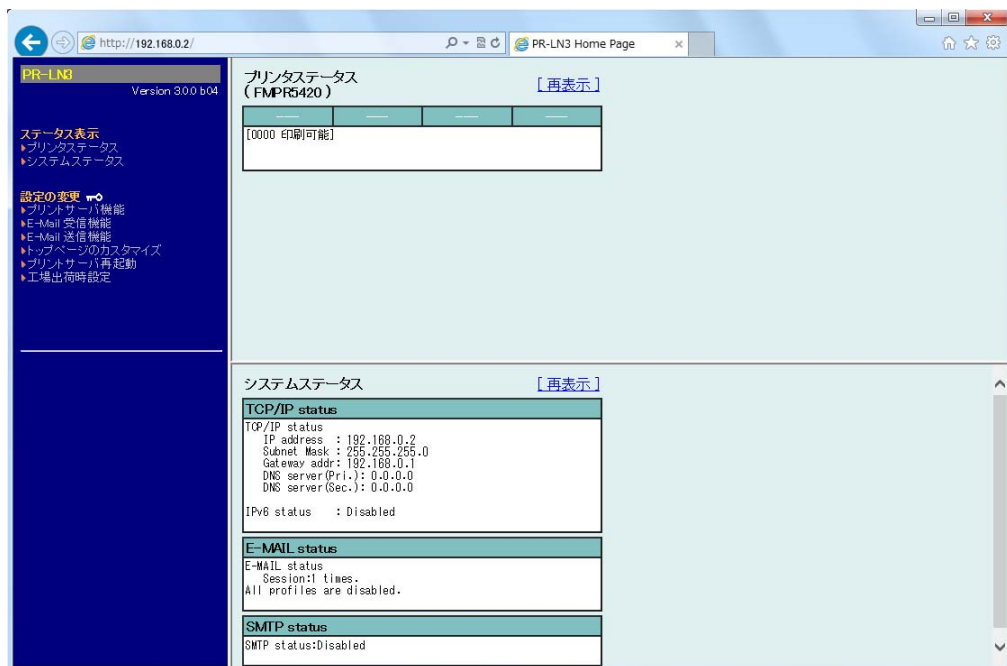 http://192.168.0.2/
PR-LN3 Home Page
PR-LN3
Version 3.0.0 b04
ステータス表示
プリンタステータス
システムステータス
設定の変更
プリントサーバ機能
E-Mail 受信機能
E-Mail 送信機能
トップページのカスタマイズ
プリントサーバ再起動
工場出荷時設定
プリンタステータス
( FMPR5420 )
[ 再表示 ]
[0000 印刷可能]
システムステータス
[ 再表示 ]
TCP/IP status
TCP/IP status
IP address : 192.168.0.2
Subnet Mask : 255.255.255.0
Gateway addr: 192.168.0.1
DNS server(Pri.): 0.0.0.0
DNS server(Sec.): 0.0.0.0
IPv6 status : Disabled
E-MAIL status
E-MAIL status
Session:1 times.
All profiles are disabled.
SMTP status
SMTP status:Disabled